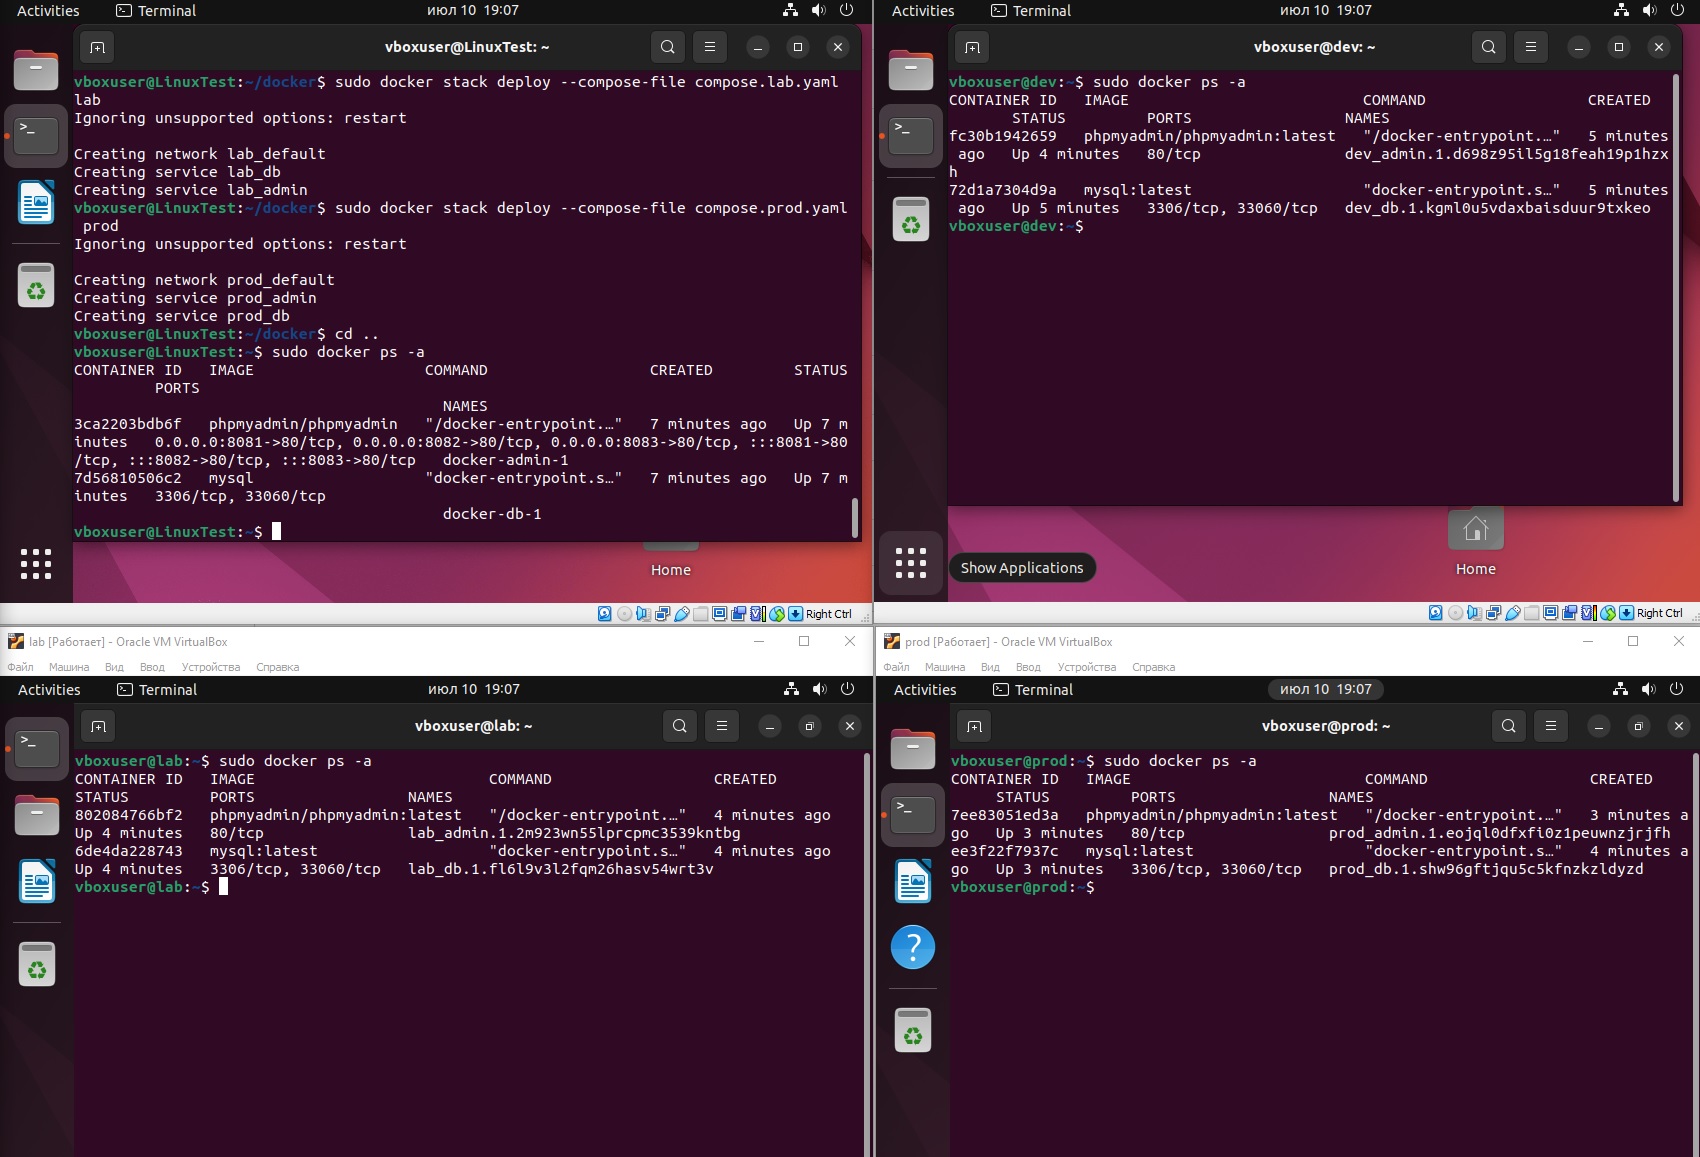 Activities Terminal июл 10 19:07
vboxuser@LinuxTest: ~
vboxuser@LinuxTest:~/docker$ sudo docker stack deploy --compose-file compose.lab.yaml
lab
Ignoring unsupported options: restart
Creating network lab_default
Creating service lab_db
Creating service lab_admin
vboxuser@LinuxTest:~/docker$ sudo docker stack deploy --compose-file compose.prod.yaml
prod
Ignoring unsupported options: restart
Creating network prod_default
Creating service prod_admin
Creating service prod_db
vboxuser@LinuxTest:~/docker$ cd ..
vboxuser@LinuxTest:~$ sudo docker ps -a
CONTAINER ID IMAGE COMMAND CREATED STATUS
PORTS
NAMES
3ca2203bdb6f phpmyadmin/phpmyadmin "/docker-entrypoint.…" 7 minutes ago Up 7 m
inutes 0.0.0.0:8081->80/tcp, 0.0.0.0:8082->80/tcp, 0.0.0.0:8083->80/tcp, :::8081->80
/tcp, :::8082->80/tcp, :::8083->80/tcp docker-admin-1
7d56810506c2 mysql "docker-entrypoint.s…" 7 minutes ago Up 7 m
inutes 3306/tcp, 33060/tcp
docker-db-1
vboxuser@LinuxTest:~$
Home
Right Ctrl
Activities Terminal июл 10 19:07
vboxuser@dev: ~
vboxuser@dev:~$ sudo docker ps -a
CONTAINER ID IMAGE COMMAND CREATED
STATUS PORTS NAMES
fc30b1942659 phpmyadmin/phpmyadmin:latest "/docker-entrypoint.…" 5 minutes
ago Up 4 minutes 80/tcp dev_admin.1.d698z95il5g18feah19p1hzx
h
72d1a7304d9a mysql:latest "docker-entrypoint.s…" 5 minutes
ago Up 5 minutes 3306/tcp, 33060/tcp dev_db.1.kgml0u5vdaxbaisduur9txkeo
vboxuser@dev:~$
Show Applications
Home
Right Ctrl
lab [Работает] - Oracle VM VirtualBox
Файл Машина Вид Ввод Устройства Справка
Activities Terminal июл 10 19:07
vboxuser@lab: ~
vboxuser@lab:~$ sudo docker ps -a
CONTAINER ID IMAGE COMMAND CREATED
STATUS PORTS NAMES
802084766bf2 phpmyadmin/phpmyadmin:latest "/docker-entrypoint.…" 4 minutes ago
Up 4 minutes 80/tcp lab_admin.1.2m923wn55lprcpmc3539kntbg
6de4da228743 mysql:latest "docker-entrypoint.s…" 4 minutes ago
Up 4 minutes 3306/tcp, 33060/tcp lab_db.1.fl6l9v3l2fqm26hasv54wrt3v
vboxuser@lab:~$
prod [Работает] - Oracle VM VirtualBox
Файл Машина Вид Ввод Устройства Справка
Activities Terminal июл 10 19:07
vboxuser@prod: ~
vboxuser@prod:~$ sudo docker ps -a
CONTAINER ID IMAGE COMMAND CREATED
STATUS PORTS NAMES
7ee83051ed3a phpmyadmin/phpmyadmin:latest "/docker-entrypoint.…" 3 minutes a
go Up 3 minutes 80/tcp prod_admin.1.eojql0dfxfi0z1peuwnzjrjfh
ee3f22f7937c mysql:latest "docker-entrypoint.s…" 4 minutes a
go Up 3 minutes 3306/tcp, 33060/tcp prod_db.1.shw96gftjqu5c5kfnzkzldyzd
vboxuser@prod:~$